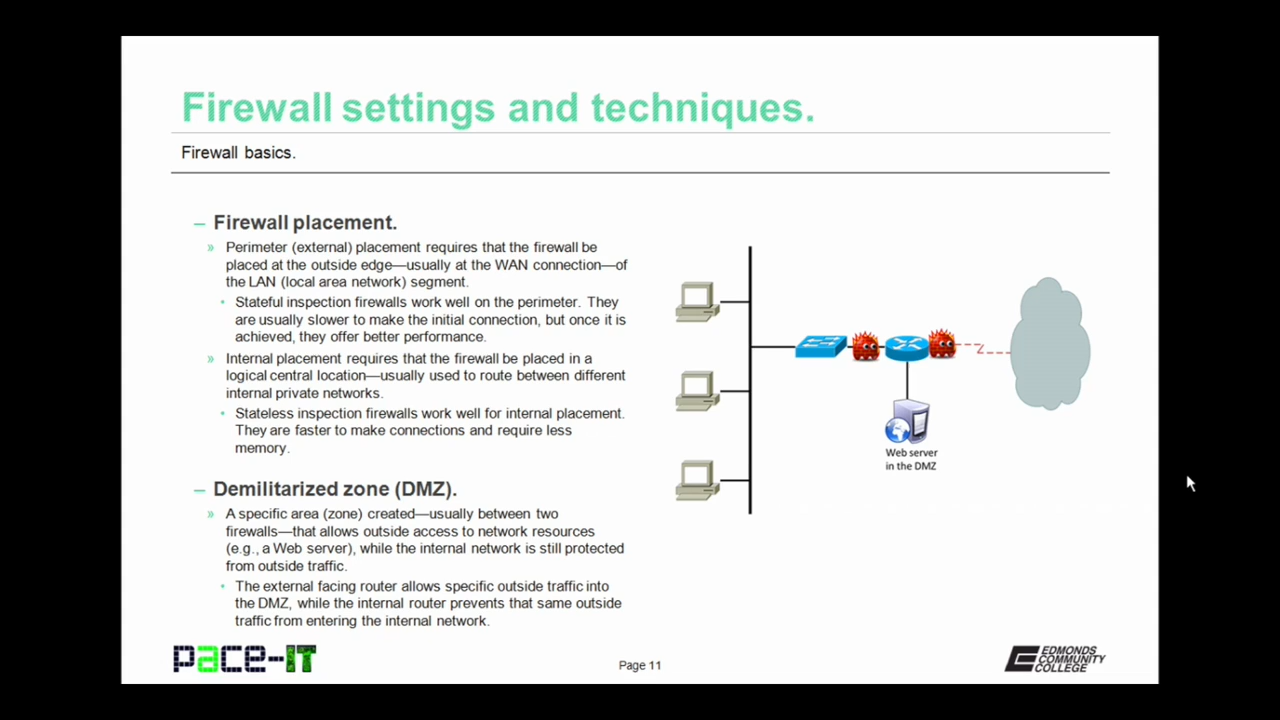 Firewall settings and techniques.
Firewall basics.
– Firewall placement.
» Perimeter (external) placement requires that the firewall be
placed at the outside edge—usually at the WAN connection—of
the LAN (local area network) segment.
• Stateful inspection firewalls work well on the perimeter. They
are usually slower to make the initial connection, but once it is
achieved, they offer better performance.
» Internal placement requires that the firewall be placed in a
logical central location—usually used to route between different
internal private networks.
• Stateless inspection firewalls work well for internal placement.
They are faster to make connections and require less
memory.
– Demilitarized zone (DMZ).
» A specific area (zone) created—usually between two
firewalls—that allows outside access to network resources
(e.g., a Web server), while the internal network is still protected
from outside traffic.
• The external facing router allows specific outside traffic into
the DMZ, while the internal router prevents that same outside
traffic from entering the internal network.
Web server
in the DMZ
pace-IT
Page 11
EDMONDS
COMMUNITY
COLLEGE